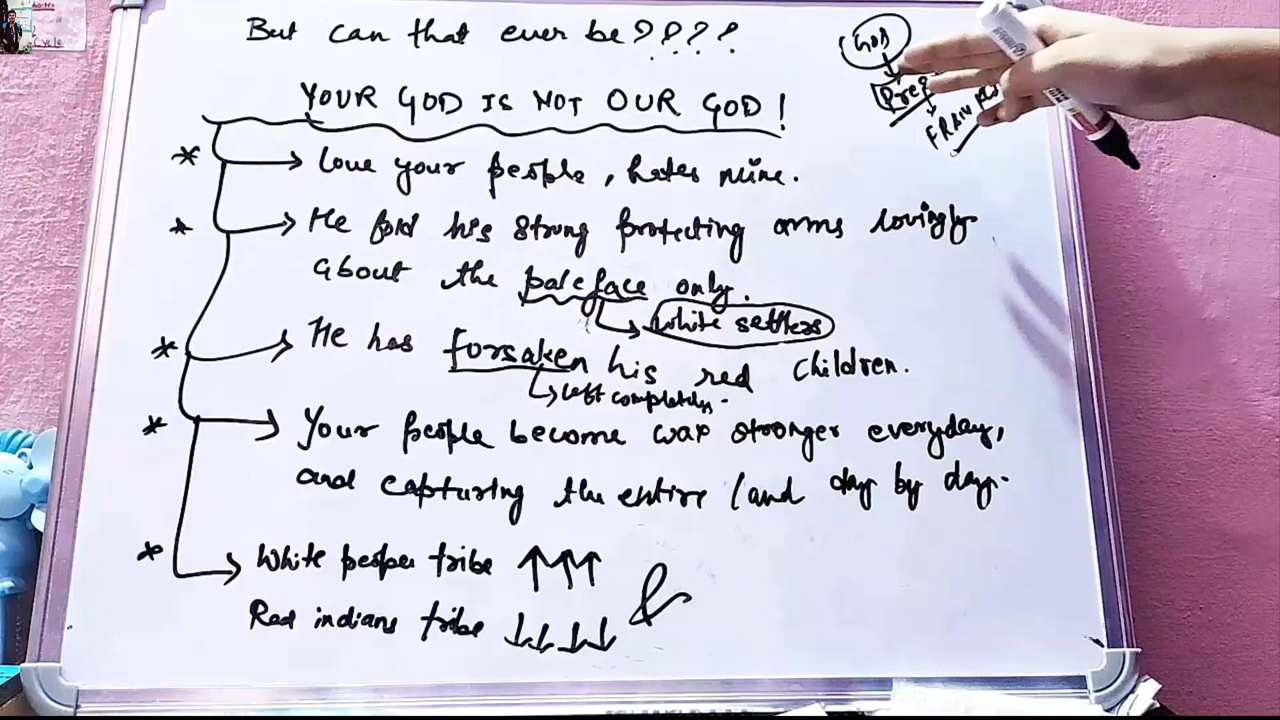 But can that ever be????
YOUR GOD IS NOT OUR GOD!
* Love your people, hates mine.
* He fold his strong protecting arms lovingly
about the paleface only.
White settlers
* He has forsaken his red children.
left completely.
* Your people become wax stronger everyday,
and capturing the entire land day by day.
* White people tribe ↑↑↑
Red indians tribe ↓↓↓↓
GOD
Cycle